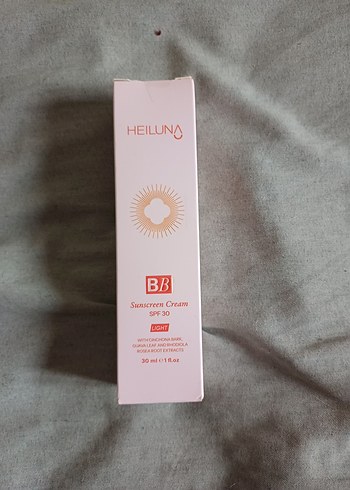 HEILUNA
BB
Sunscreen Cream
SPF 30
LIGHT
WITH CINCHONA BARK,
GUAVA LEAF AND RHODIOLA
ROSEA ROOT EXTRACTS
30 ml ℮ 1 fl.oz